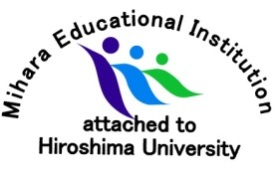 Mihara Educational Institution
attached to
Hiroshima University